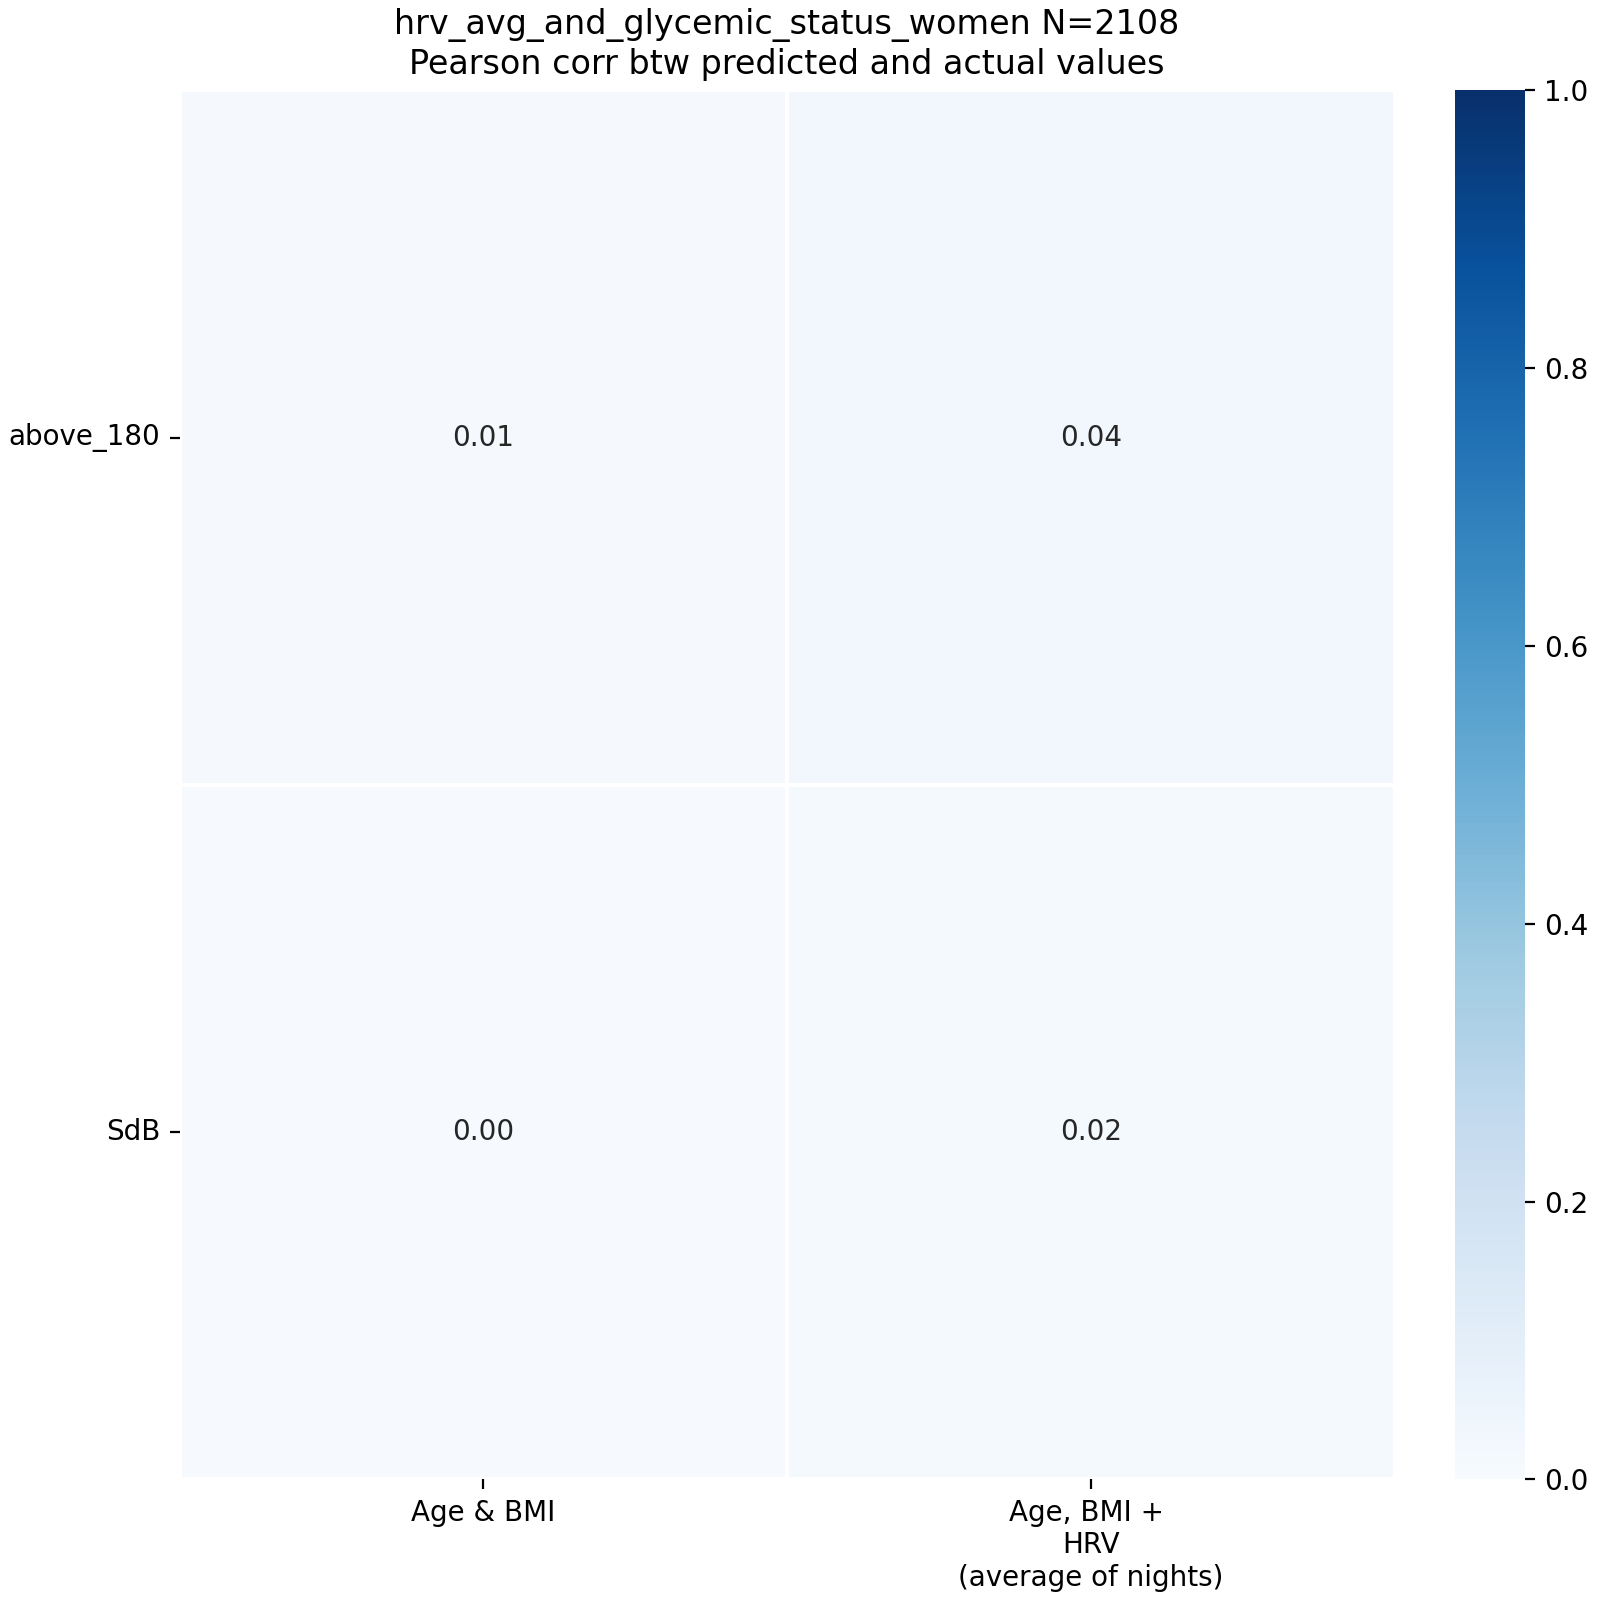 hrv_avg_and_glycemic_status_women N=2108
Pearson corr btw predicted and actual values
1.0
above_180
0.01
0.04
0.8
0.6
0.4
SdB
0.00
0.02
0.2
0.0
Age & BMI
Age, BMI +
HRV
(average of nights)